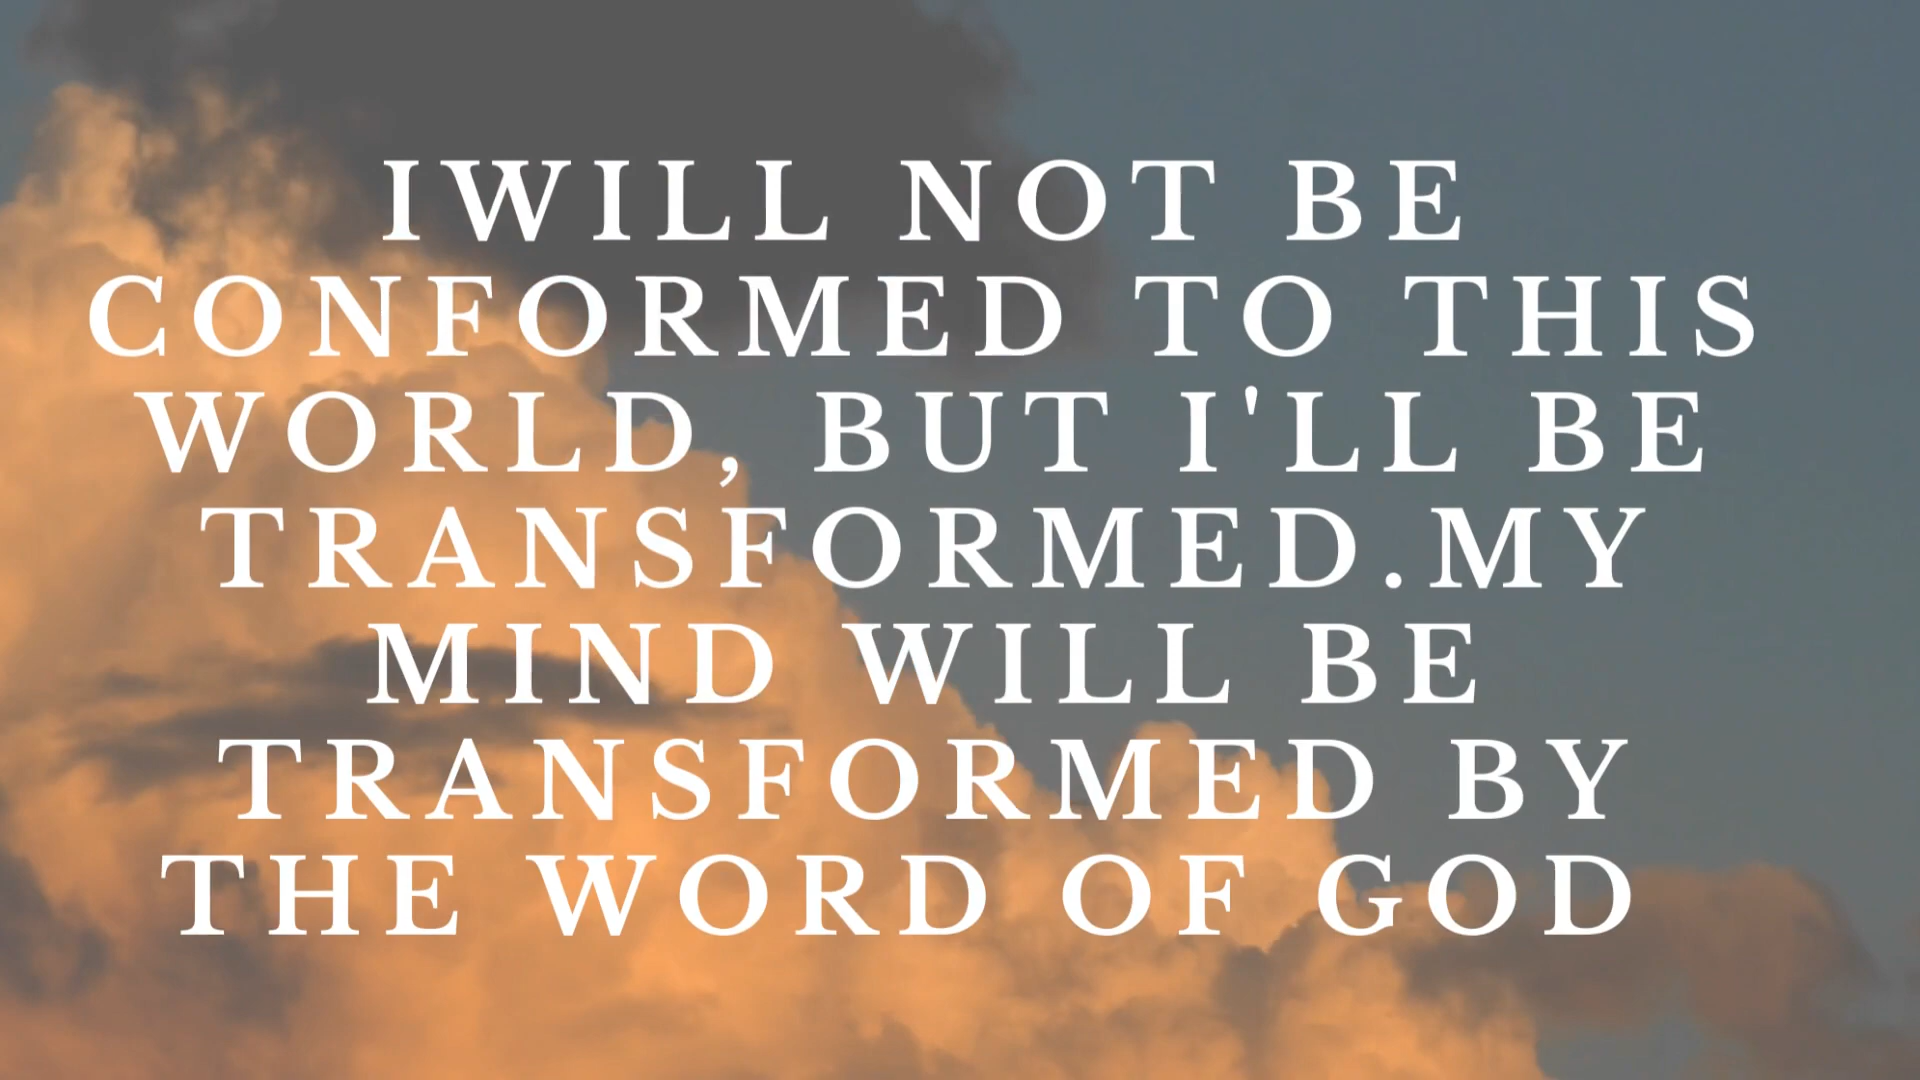 IWILL NOT BE
CONFORMED TO THIS
WORLD, BUT I'LL BE
TRANSFORMED.MY
MIND WILL BE
TRANSFORMED BY
THE WORD OF GOD